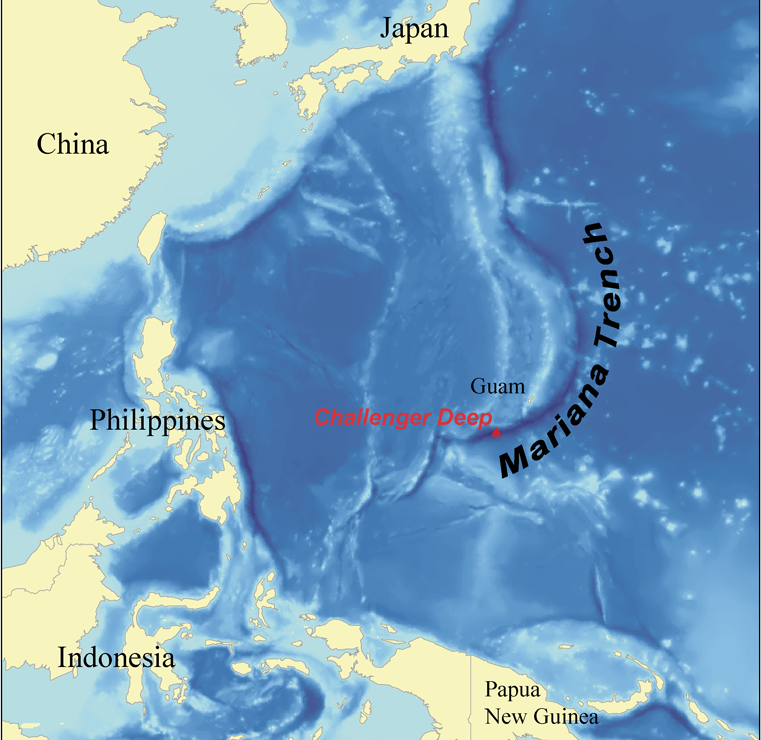 Japan
China
Mariana Trench
Guam
Challenger Deep
Philippines
Indonesia
Papua
New Guinea